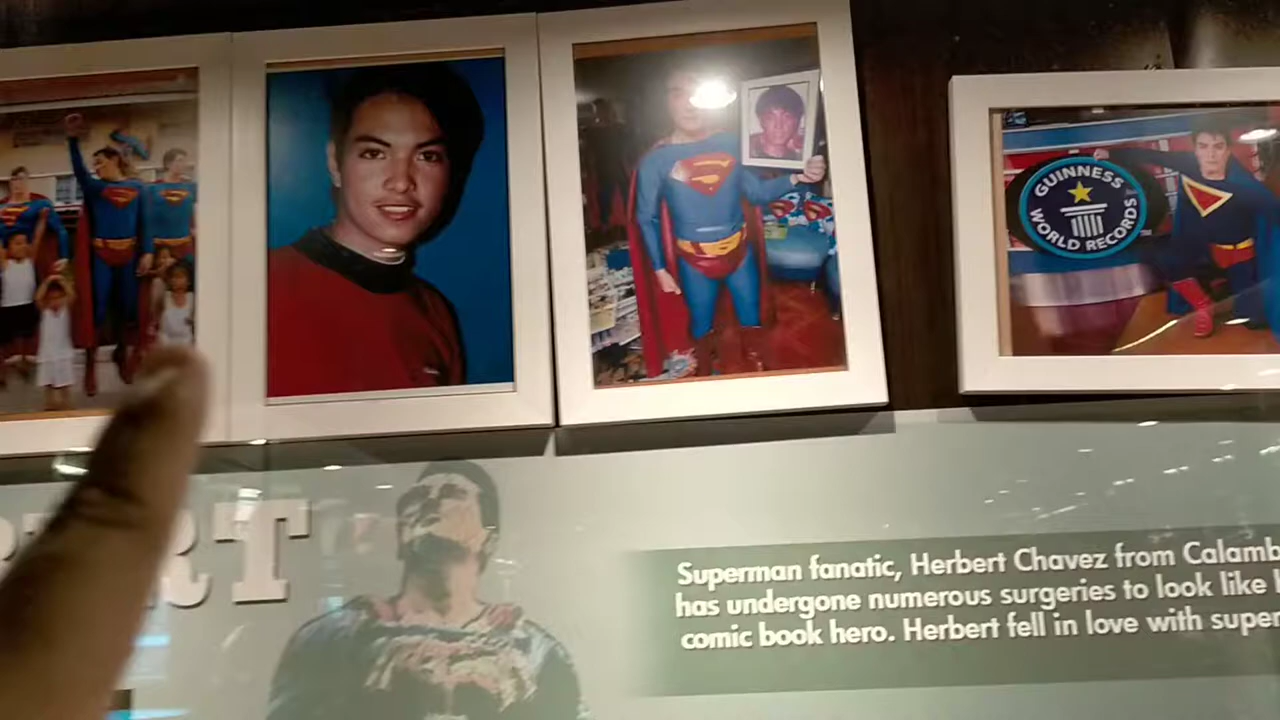 GUINNESS
WORLD RECORDS
RT
Superman fanatic, Herbert Chavez from Calamb
has undergone numerous surgeries to look like
comic book hero. Herbert fell in love with super